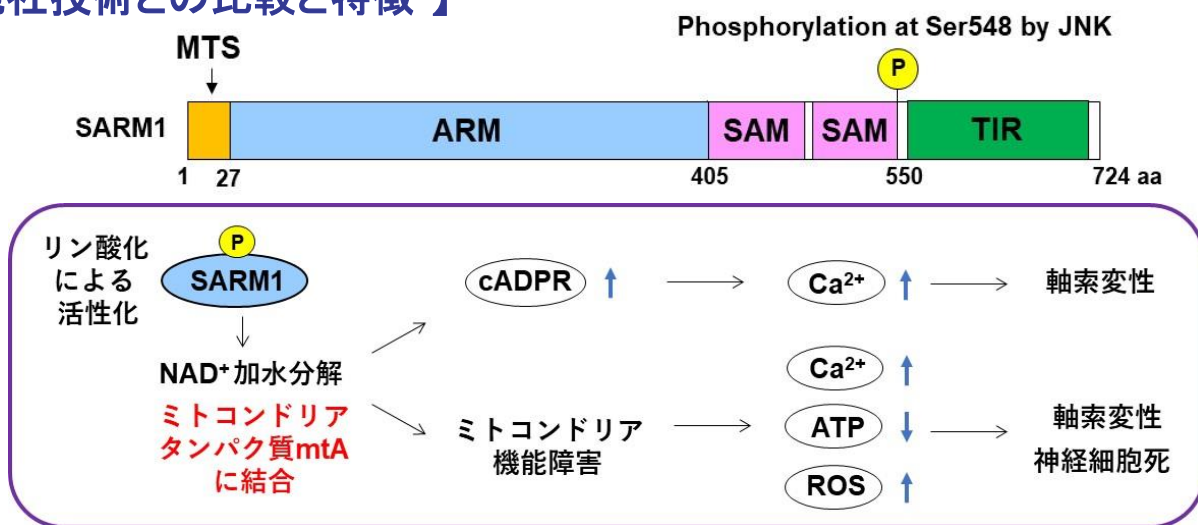 社技術との比較と特徴 】
Phosphorylation at Ser548 by JNK
MTS
P
SARM1
ARM
SAM
SAM
TIR
1
27
405
550
724 aa
リン酸化
による
活性化
P
SARM1
NAD⁺加水分解
ミトコンドリア
タンパク質mtA
に結合
cADPR
Ca²⁺
軸索変性
ミトコンドリア
機能障害
Ca²⁺
ATP
ROS
軸索変性
神経細胞死